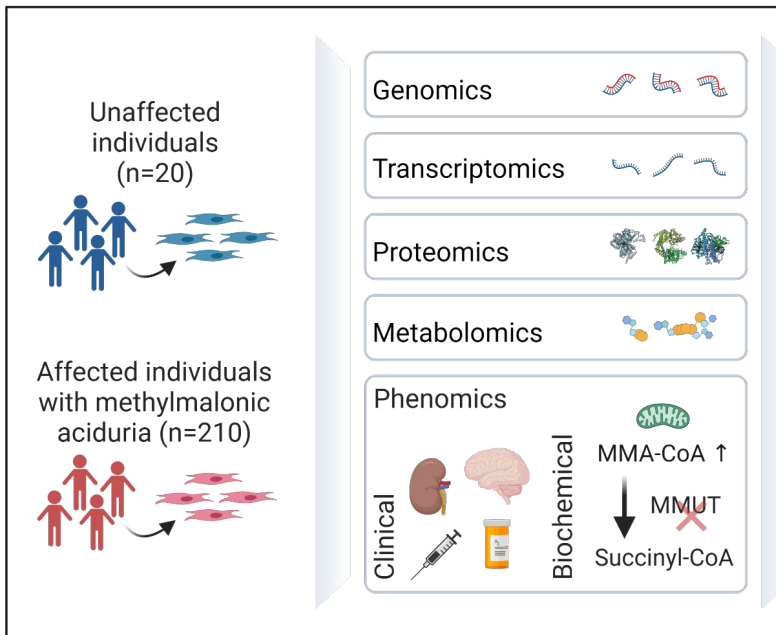 Unaffected
individuals
(n=20)
Affected individuals
with methylmalonic
aciduria (n=210)
Genomics
Transcriptomics
Proteomics
Metabolomics
Phenomics
Clinical
Biochemical
MMA-CoA ↑
MMUT
Succinyl-CoA